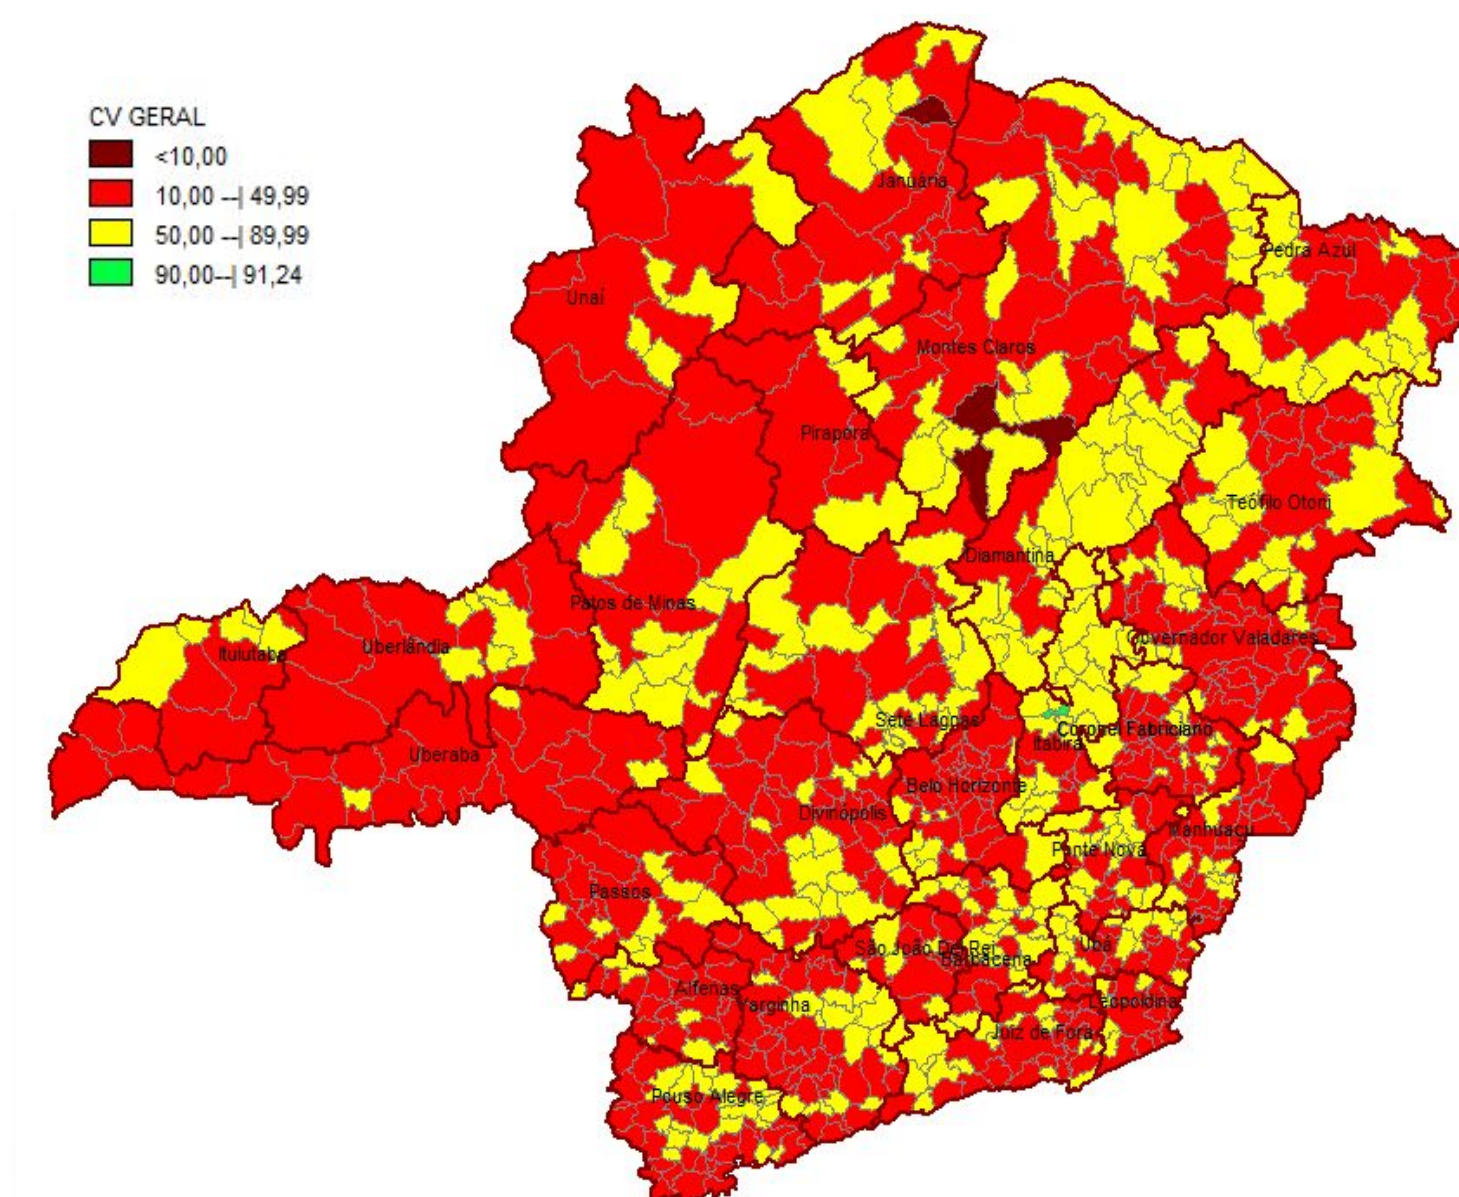 CV GERAL
<10,00
10,00 --| 49,99
50,00 --| 89,99
90,00--| 91,24
Januária
Pedra Azul
Unaí
Montes Claros
Pirapora
Teófilo Otoni
Diamantina
Patos de Minas
Governador Valadares
Uberlândia
Ituiutaba
Sete Lagoas
Coronel Fabriciano
Itabira
Uberaba
Belo Horizonte
Divinópolis
Manhuaçu
Ponte Nova
Passos
São João Del Rei
Ubá
Barbacena
Alfenas
Varginha
Leopoldina
Juiz de Fora
Pouso Alegre